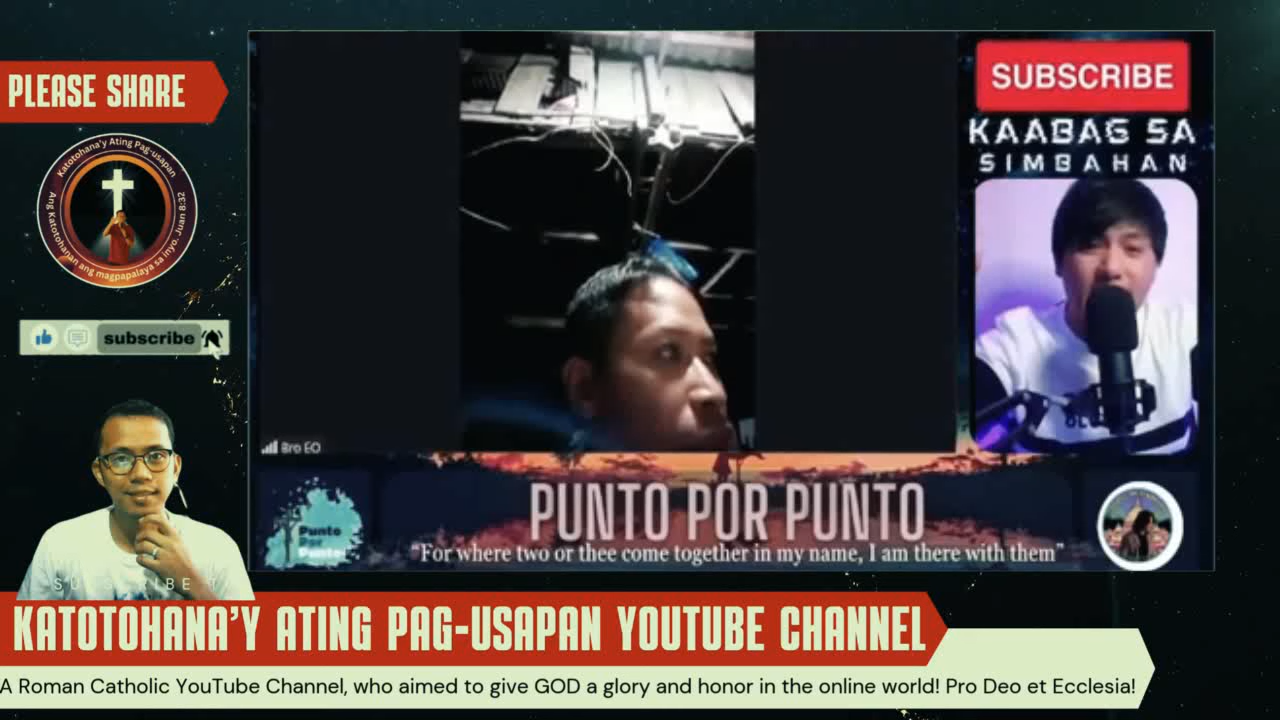 PLEASE SHARE
Katotohana'y Ating Pag-usapan
Ang Katotohanan ang magpapalaya sa inyo. Juan 8:32
subscribe
SUBSCRIBE
KAABAG SA
SIMBAHAN
Bro EO
Punto
Por
Punto
PUNTO POR PUNTO
“For where two or thee come together in my name, I am there with them”
SUBSCRIBE T
KATOTOHANA'Y ATING PAG-USAPAN YOUTUBE CHANNEL
A Roman Catholic YouTube Channel, who aimed to give GOD a glory and honor in the online world! Pro Deo et Ecclesia!